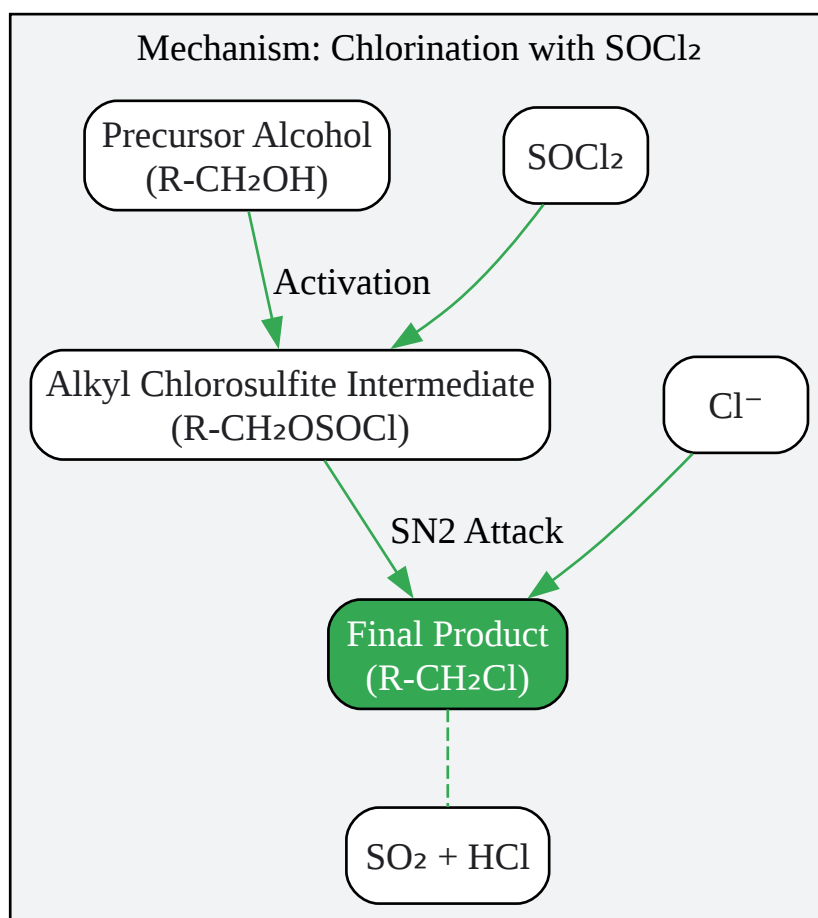 Mechanism: Chlorination with SOCl₂
Precursor Alcohol
(R-CH₂OH)
SOCl₂
Activation
Alkyl Chlorosulfite Intermediate
(R-CH₂OSOCl)
Cl⁻
SN2 Attack
Final Product
(R-CH₂Cl)
SO₂ + HCl